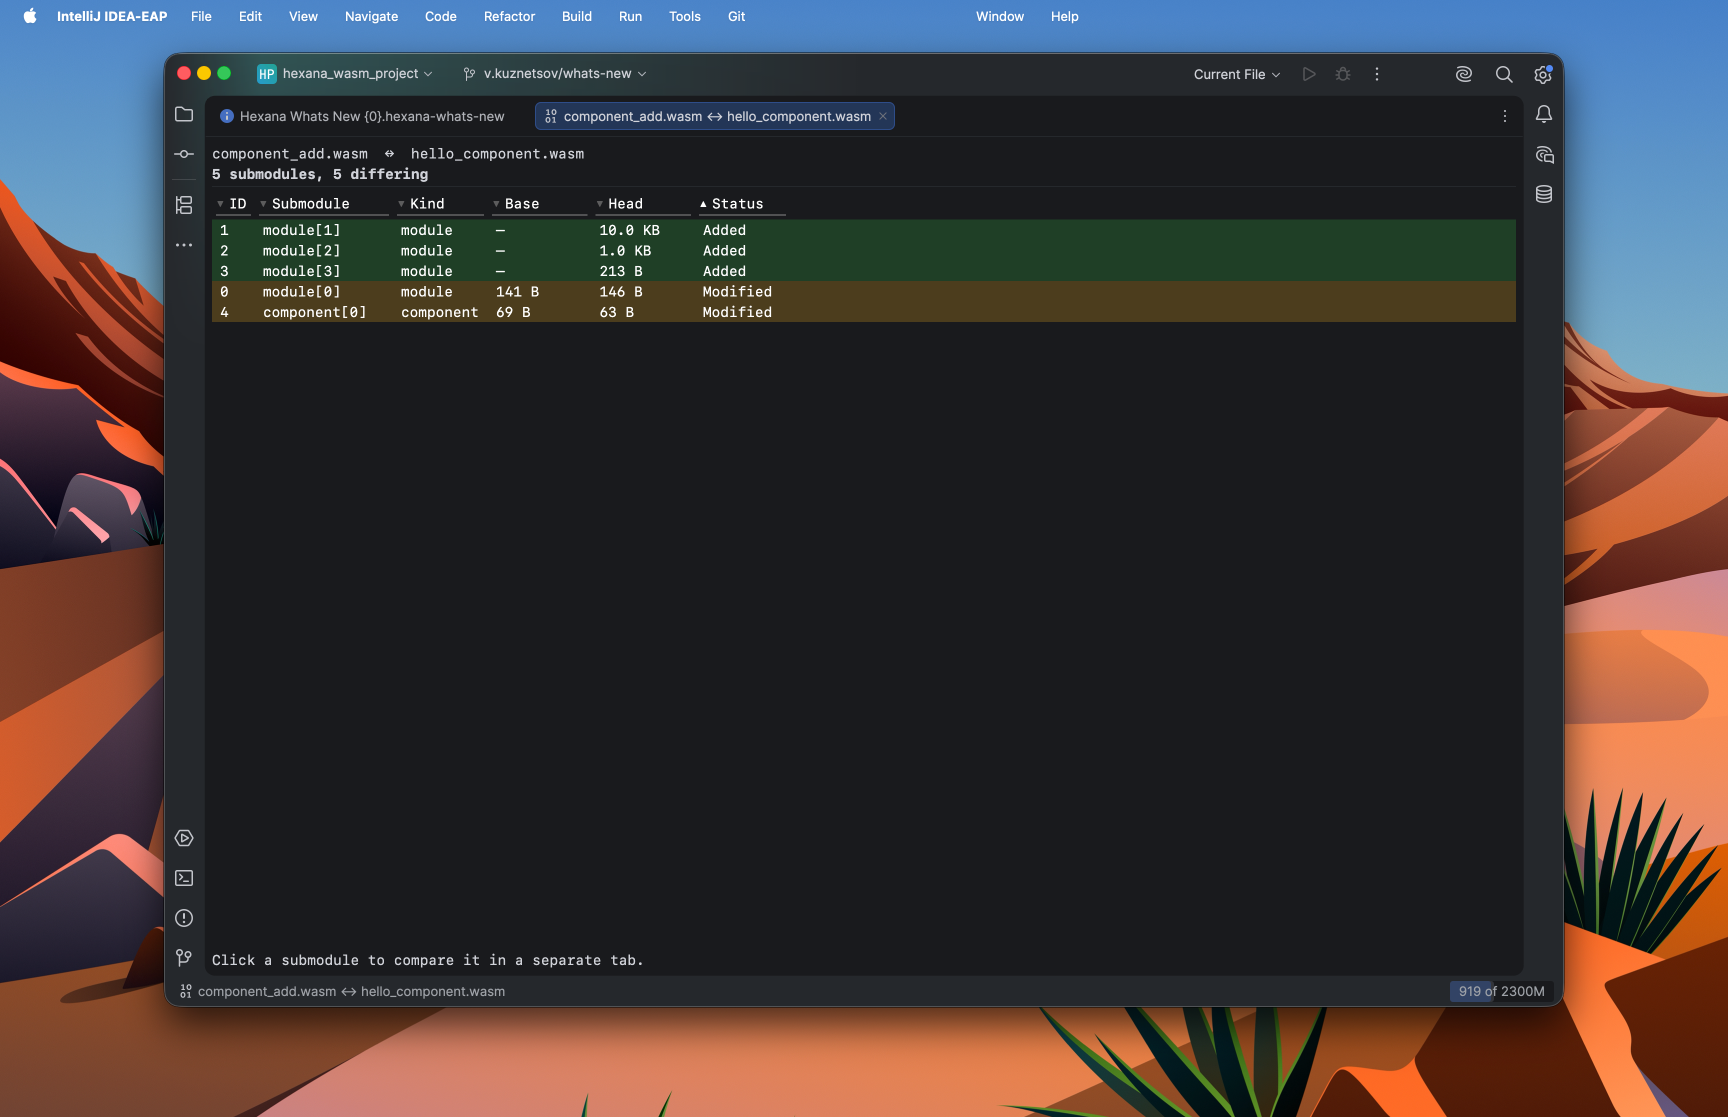 IntelliJ IDEA-EAP File Edit View Navigate Code Refactor Build Run Tools Git Window Help
HP hexana_wasm_project v.kuznetsov/whats-new Current File
Hexana Whats New {0}.hexana-whats-new component_add.wasm ↔ hello_component.wasm
component_add.wasm ↔ hello_component.wasm
5 submodules, 5 differing
ID Submodule Kind Base Head Status
1 module[1] module — 10.0 KB Added
2 module[2] module — 1.0 KB Added
3 module[3] module — 213 B Added
0 module[0] module 141 B 146 B Modified
4 component[0] component 69 B 63 B Modified
Click a submodule to compare it in a separate tab.
component_add.wasm ↔ hello_component.wasm 919 of 2300M